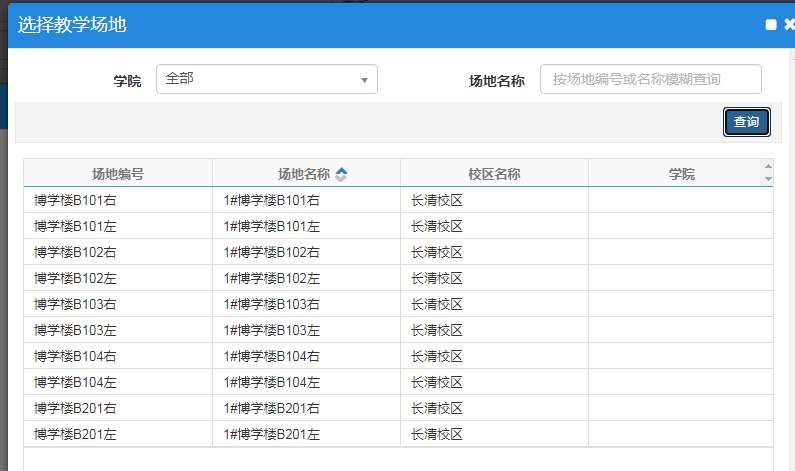 选择教学场地
学院 全部 场地名称 按场地编号或名称模糊查询
查询
场地编号 场地名称 校区名称 学院
博学楼B101右 1#博学楼B101右 长清校区
博学楼B101左 1#博学楼B101左 长清校区
博学楼B102右 1#博学楼B102右 长清校区
博学楼B102左 1#博学楼B102左 长清校区
博学楼B103右 1#博学楼B103右 长清校区
博学楼B103左 1#博学楼B103左 长清校区
博学楼B104右 1#博学楼B104右 长清校区
博学楼B104左 1#博学楼B104左 长清校区
博学楼B201右 1#博学楼B201右 长清校区
博学楼B201左 1#博学楼B201左 长清校区